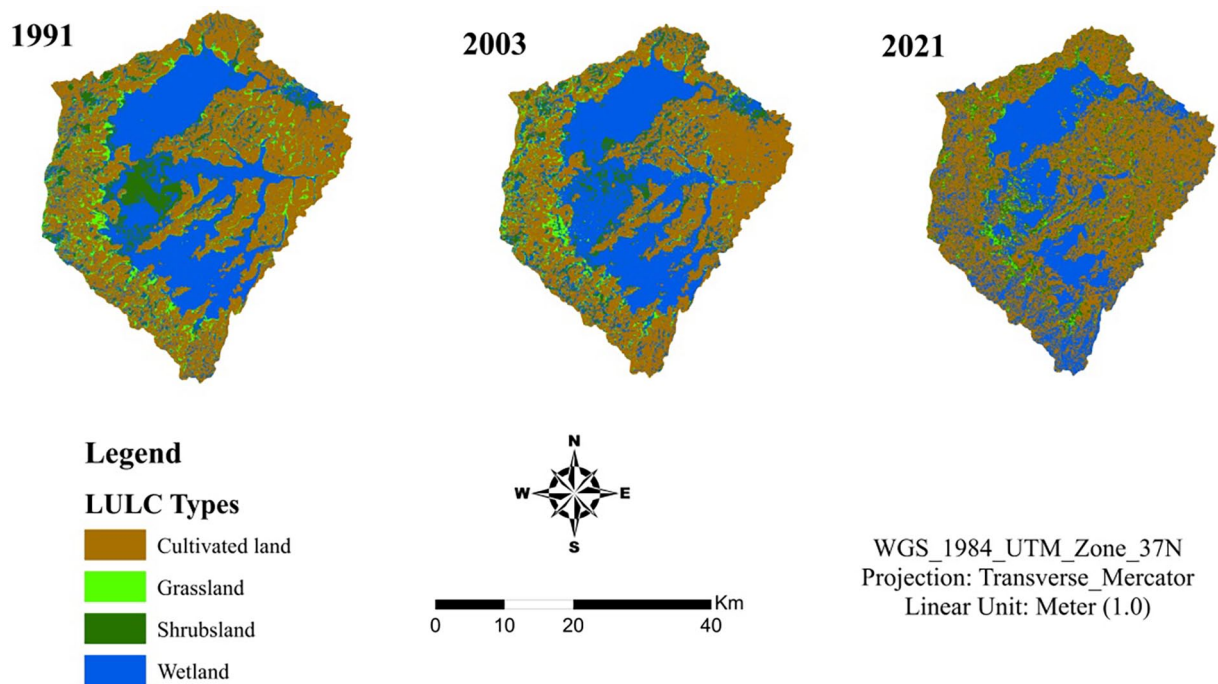 1991
2003
2021
Legend
LULC Types
Cultivated land
Grassland
Shrubsland
Wetland
N
W E
S
Km
0 10 20 40
WGS_1984_UTM_Zone_37N
Projection: Transverse_Mercator
Linear Unit: Meter (1.0)